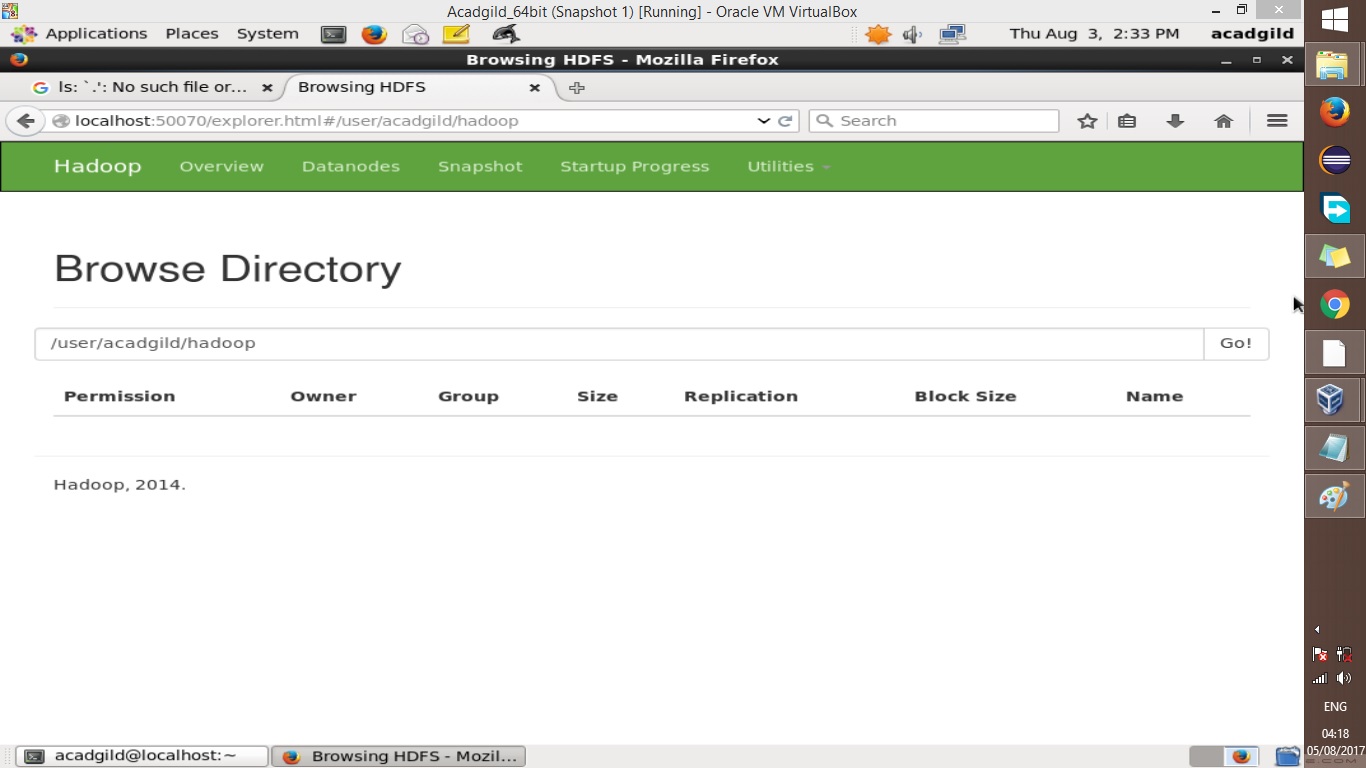 Acadgild_64bit (Snapshot 1) [Running] - Oracle VM VirtualBox
Applications Places System Thu Aug 3, 2:33 PM acadgild
Browsing HDFS - Mozilla Firefox
ls: `.': No such file or... Browsing HDFS
localhost:50070/explorer.html#/user/acadgild/hadoop Search
Hadoop Overview Datanodes Snapshot Startup Progress Utilities
Browse Directory
/user/acadgild/hadoop Go!
Permission Owner Group Size Replication Block Size Name
Hadoop, 2014.
acadgild@localhost:~ Browsing HDFS - Mozil...
ENG
04:18
05/08/2017